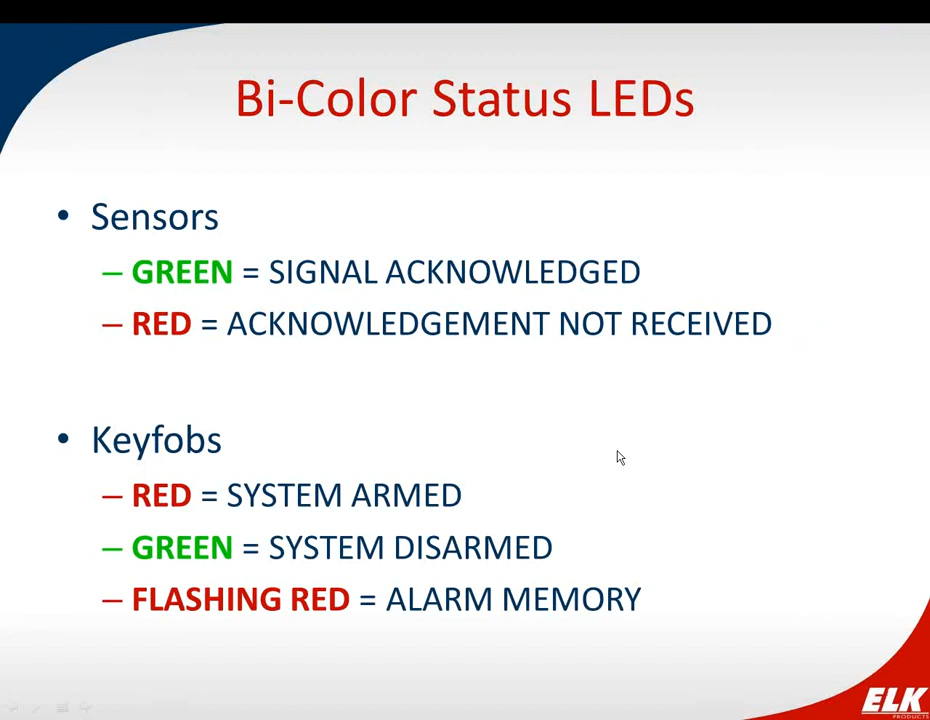 Bi-Color Status LEDs
• Sensors
– GREEN = SIGNAL ACKNOWLEDGED
– RED = ACKNOWLEDGEMENT NOT RECEIVED
• Keyfobs
– RED = SYSTEM ARMED
– GREEN = SYSTEM DISARMED
– FLASHING RED = ALARM MEMORY
ELK
PRODUCTS